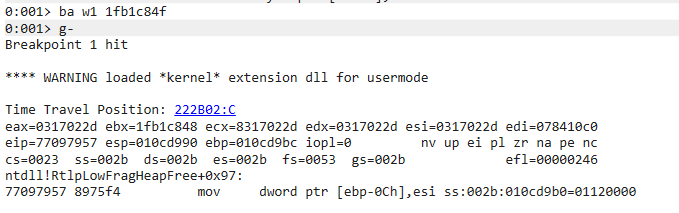 0:001> ba w1 1fb1c84f
0:001> g-
Breakpoint 1 hit
**** WARNING loaded *kernel* extension dll for usermode
Time Travel Position: 222B02:C
eax=0317022d ebx=1fb1c848 ecx=8317022d edx=0317022d esi=0317022d edi=078410c0
eip=77097957 esp=010cd990 ebp=010cd9bc iopl=0         nv up ei pl zr na pe nc
cs=0023  ss=002b  ds=002b  es=002b  fs=0053  gs=002b             efl=00000246
ntdll!RtlpLowFragHeapFree+0x97:
77097957 8975f4          mov     dword ptr [ebp-0Ch],esi ss:002b:010cd9b0=01120000